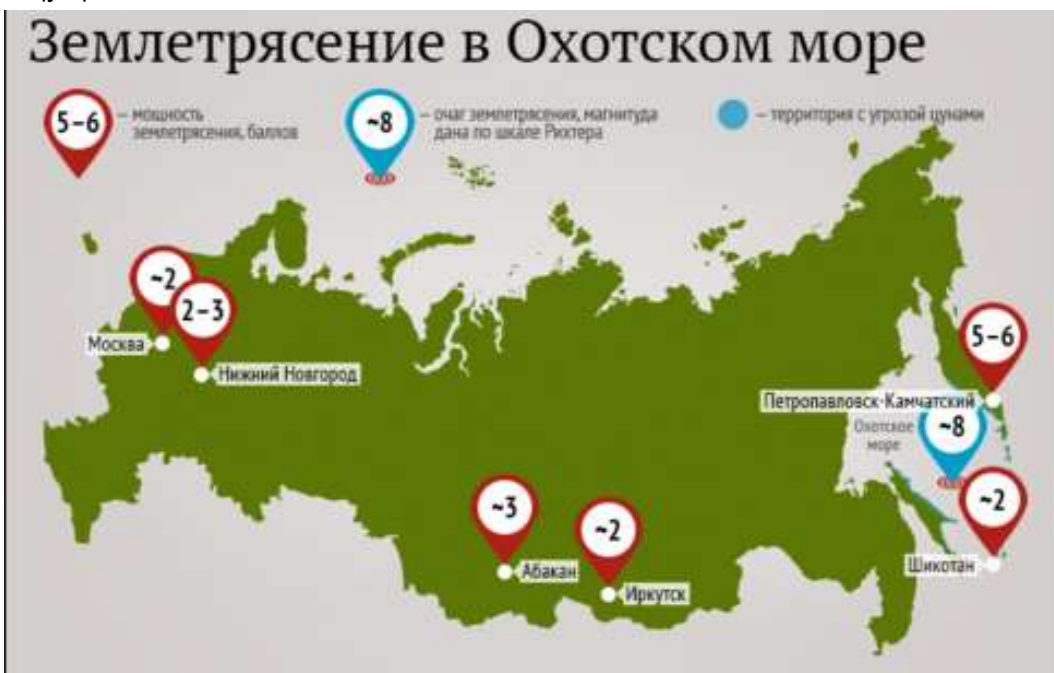 Землетрясение в Охотском море
5–6
– мощность
землетрясения, баллов
~8
– очаг землетрясения, магнитуда
дана по шкале Рихтера
– территория с угрозой цунами
~2
2–3
Москва
Нижний Новгород
5–6
Петропавловск-Камчатский
Охотское
море
~8
~3
~2
~2
Абакан
Иркутск
Шикотан